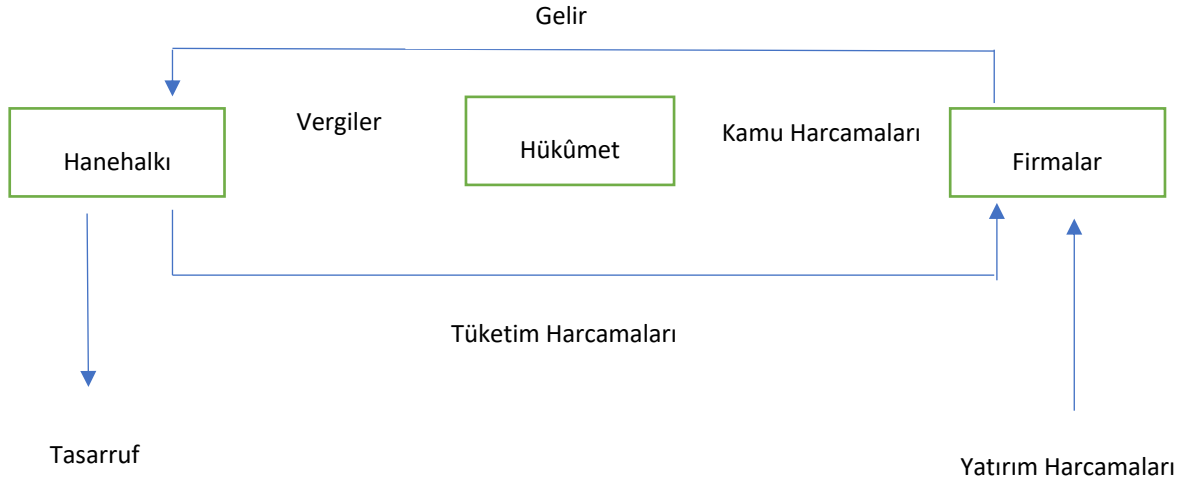 Gelir
Vergiler
Hükûmet
Kamu Harcamaları
Hanehalkı
Firmalar
Tüketim Harcamaları
Tasarruf
Yatırım Harcamaları